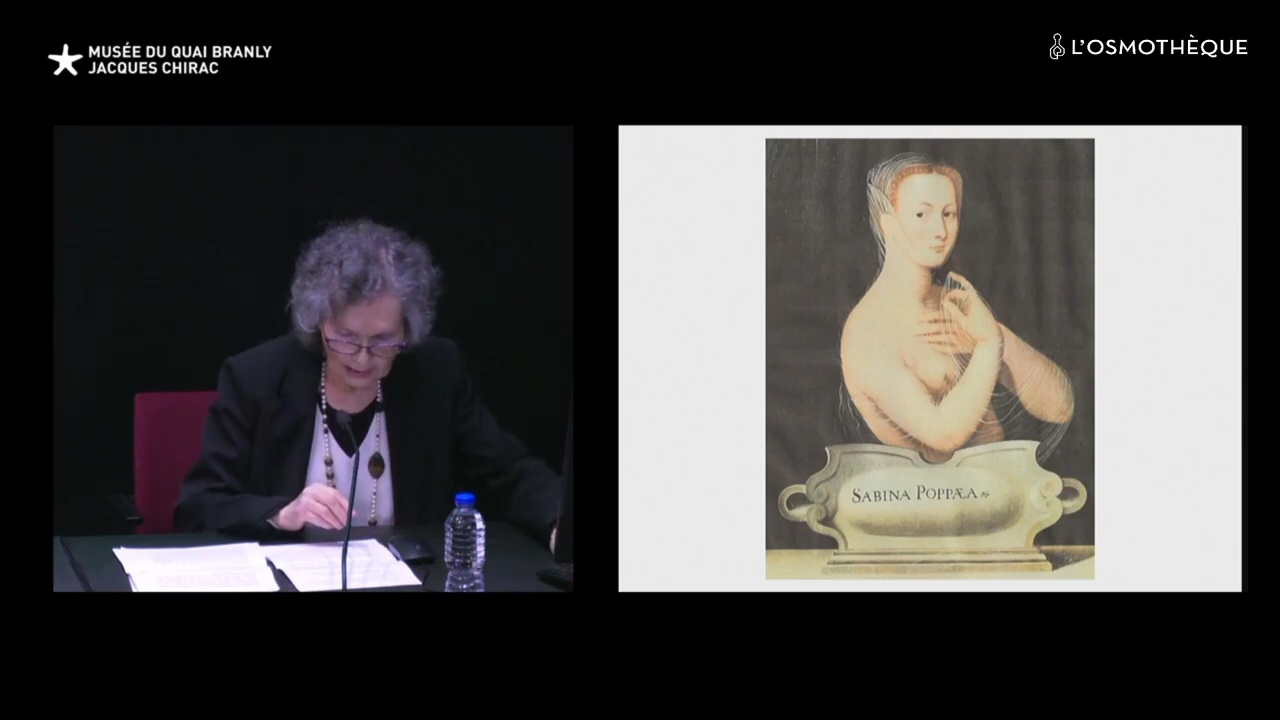 MUSÉE DU QUAI BRANLY
JACQUES CHIRAC
L'OSMOTHÈQUE
SABINA POPPÆA